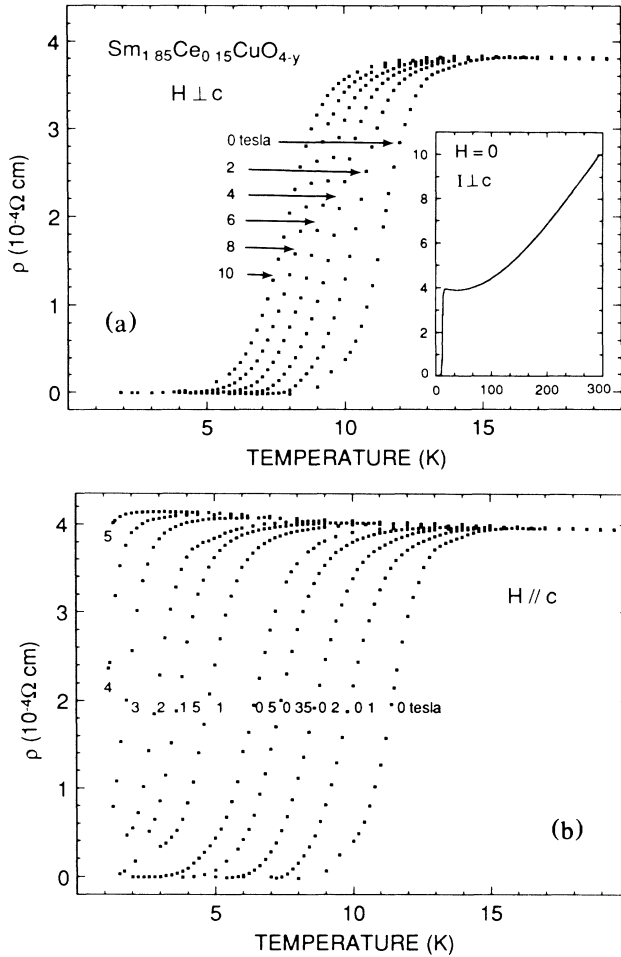 (a)
4
3
2
1
0
ρ (10-4Ω cm)
Sm1 85Ce0 15CuO4-y
H ⊥ c
0 tesla
2
4
6
8
10
H = 0
I ⊥ c
10
8
6
4
2
0
0 100 200 300
5 10 15
TEMPERATURE (K)
4
3
2
1
0
ρ (10-4Ω cm)
5
H // c
4 3 2 1 5 1 0 5 0 35 0 2 0 1 0 tesla
(b)
5 10 15
TEMPERATURE (K)